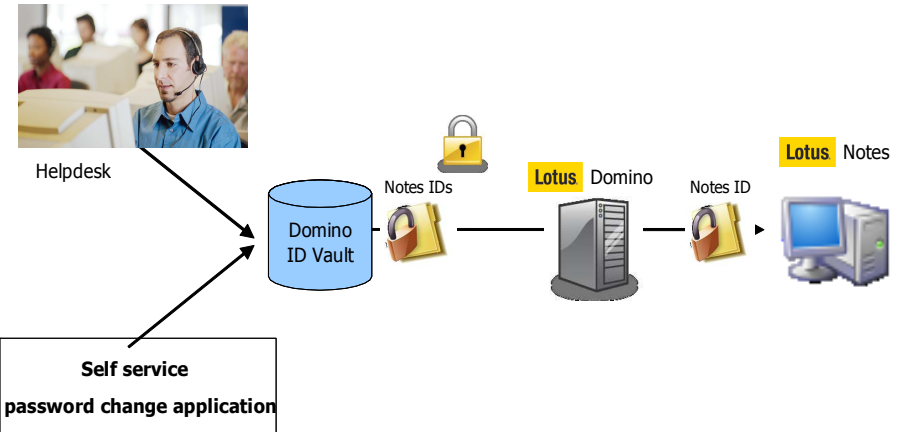 Helpdesk
Domino
ID Vault
Notes IDs
Lotus. Domino
Notes ID
Lotus. Notes
Self service
password change application